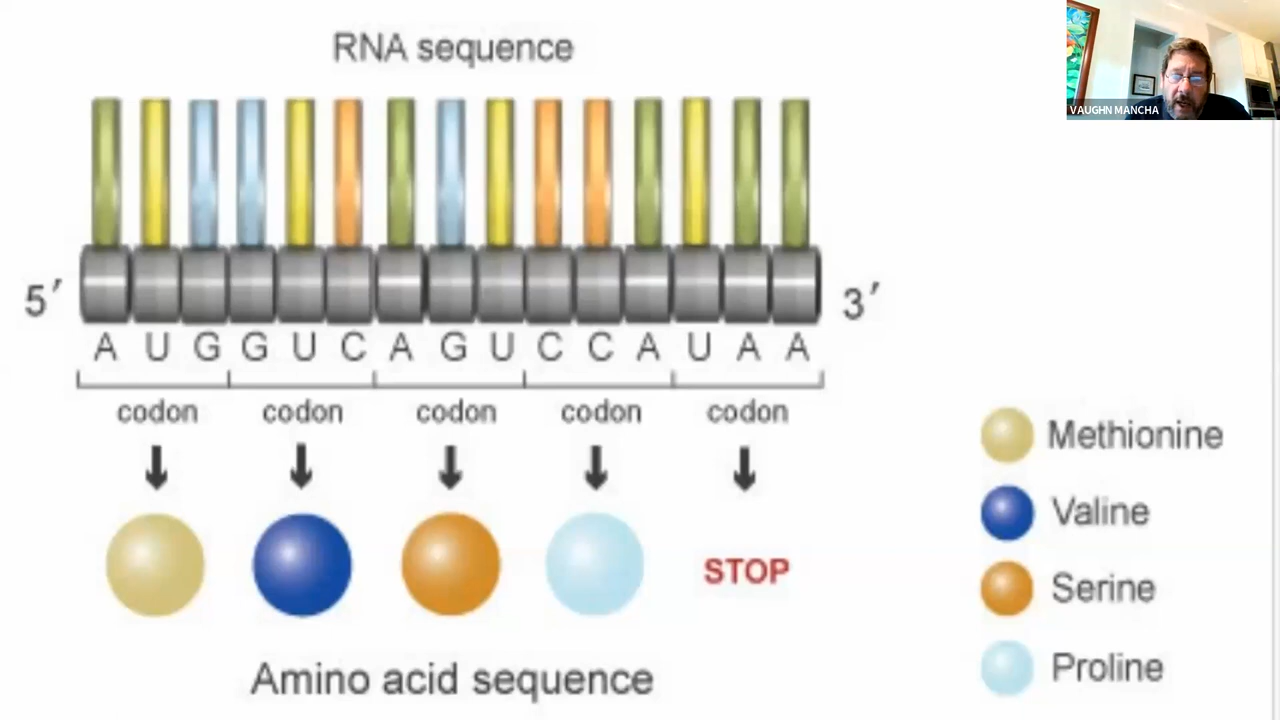 RNA sequence
VAUGHN MANCHA
5′ 3′
A U G G U C A G U C C A U A A
codon codon codon codon codon
STOP
Amino acid sequence
Methionine
Valine
Serine
Proline